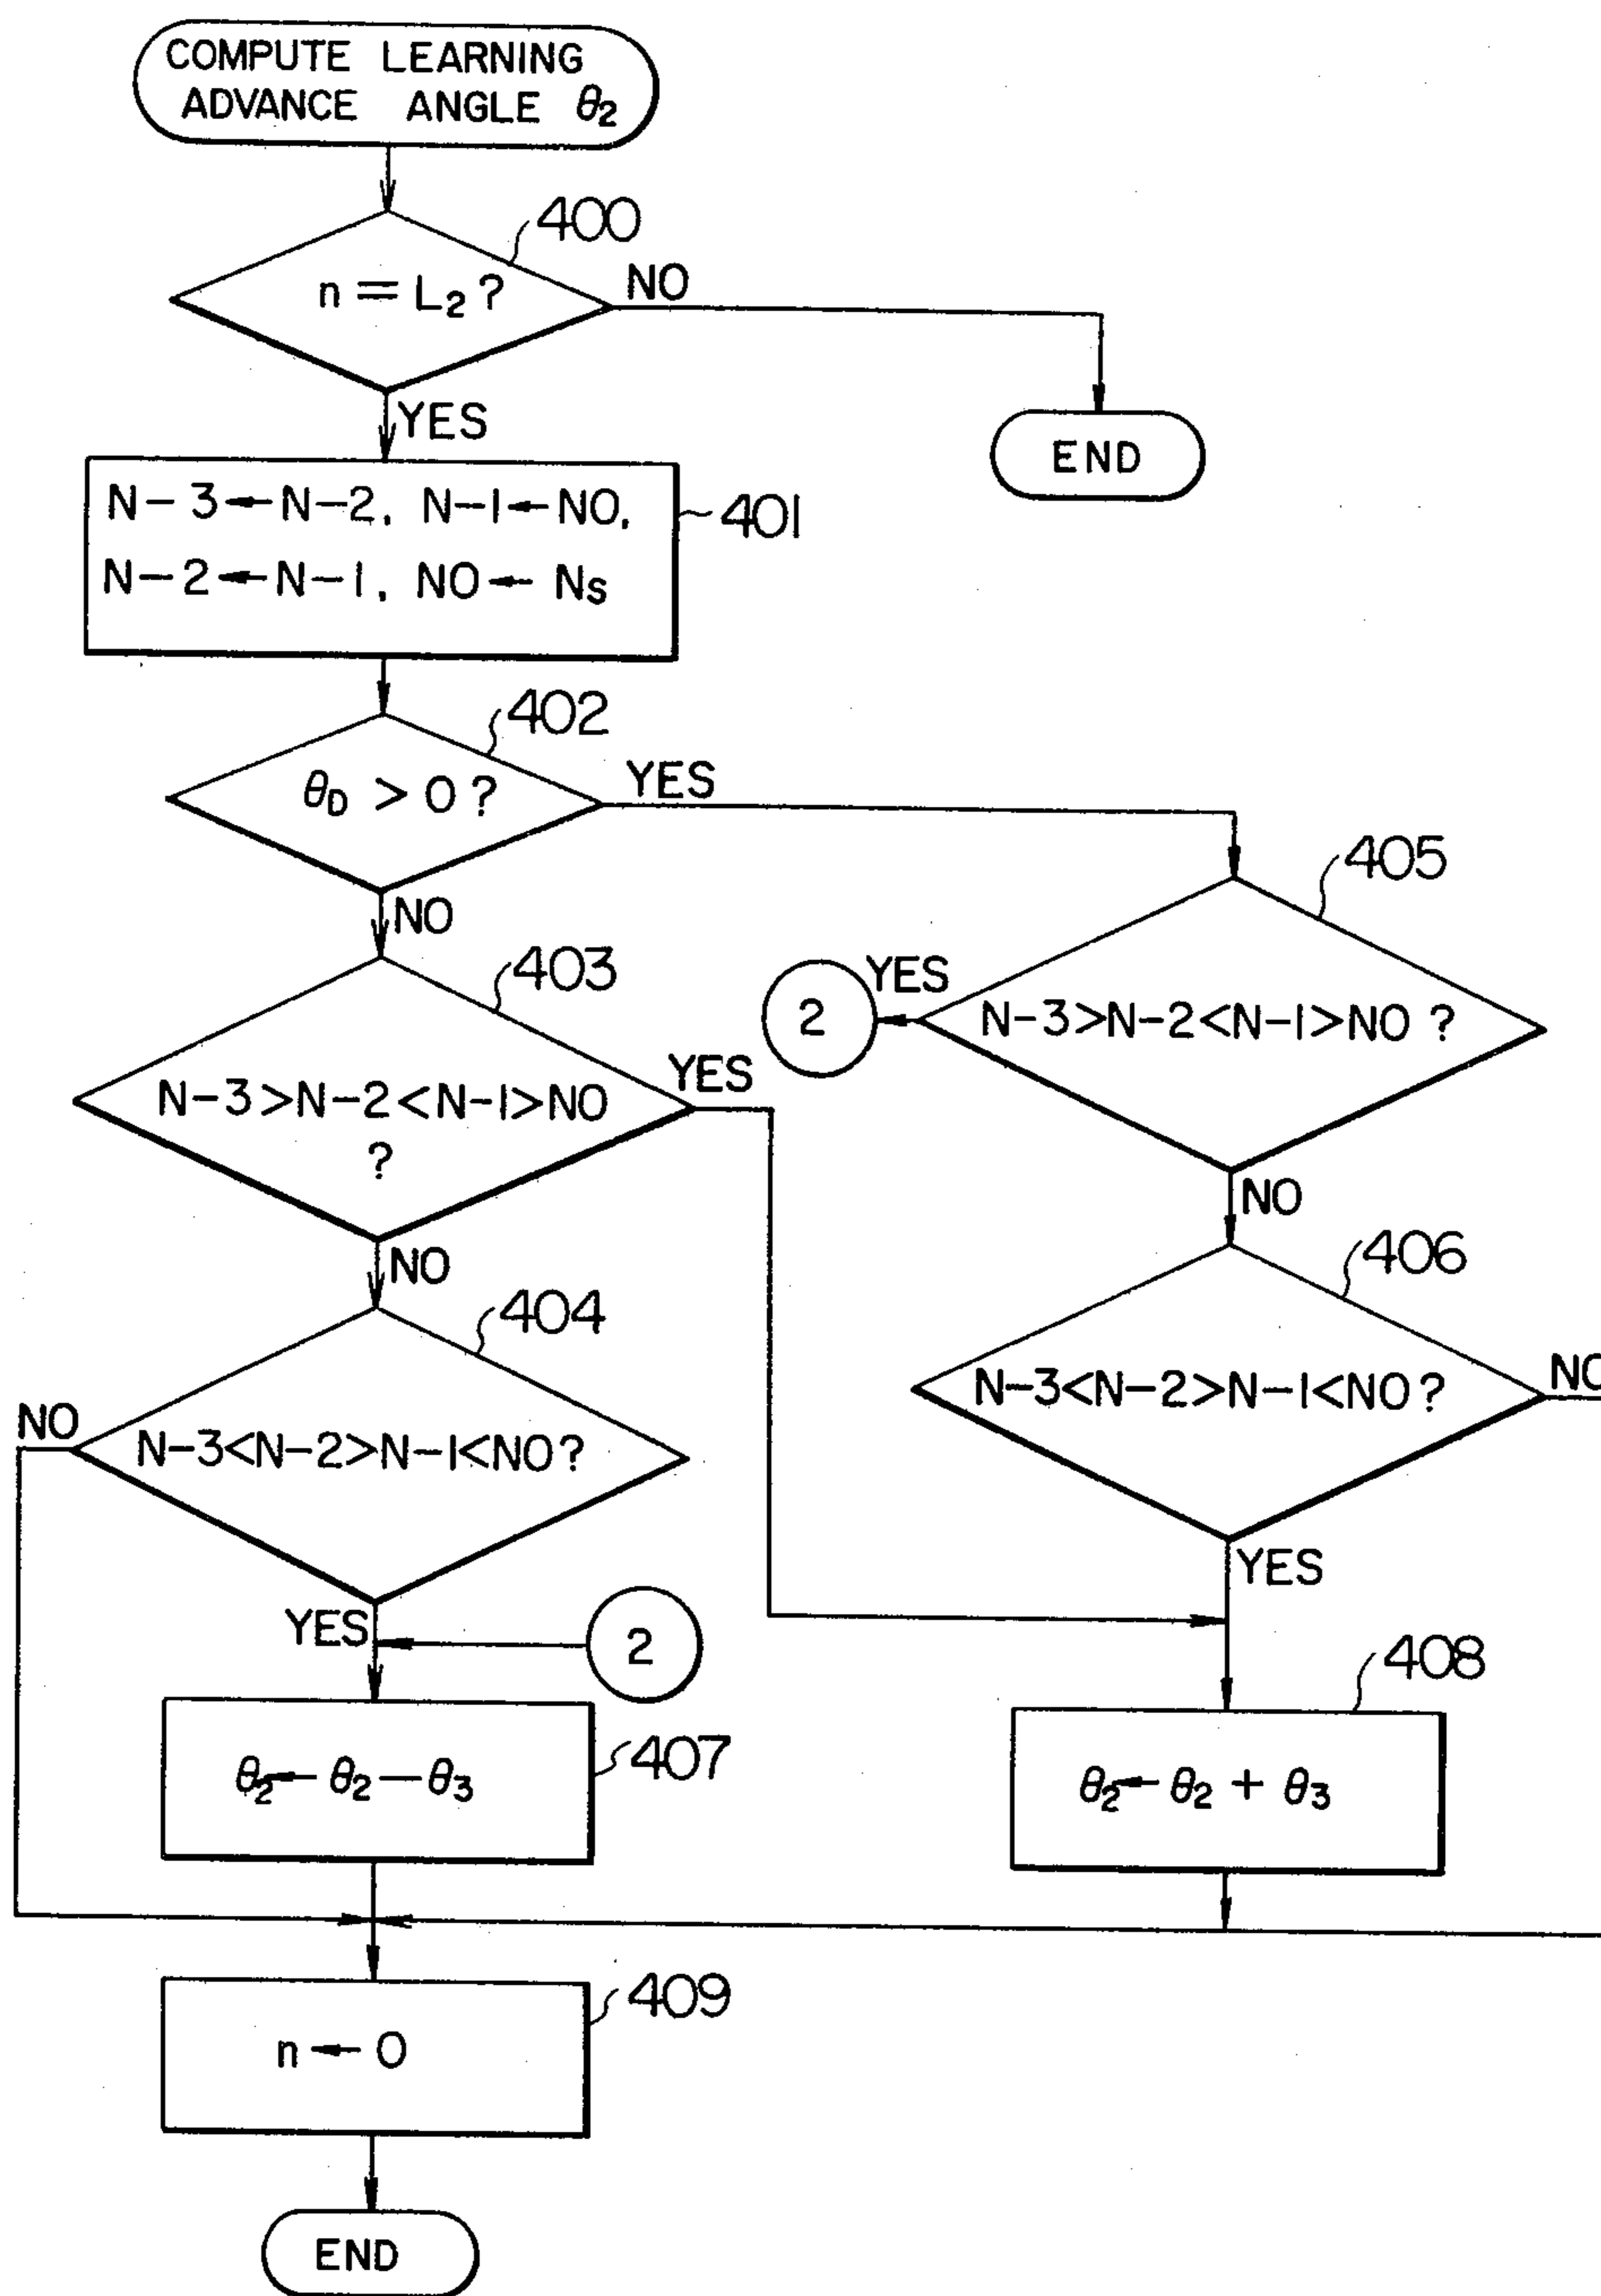 COMPUTE LEARNING
ADVANCE ANGLE θ₂
400
n = L₂ ?
NO
YES
END
N-3←N-2, N-1←NO,
N-2←N-1, NO←Ns
401
402
θD > 0 ?
YES
NO
405
403
YES
2
N-3>N-2<N-1>NO ?
YES
N-3>N-2<N-1>NO
?
NO
NO
406
404
N-3<N-2>N-1<NO?
NO
NO
N-3<N-2>N-1<NO?
YES
YES
2
408
407
θ₂←θ₂-θ₃
θ₂←θ₂+θ₃
409
n←0
END